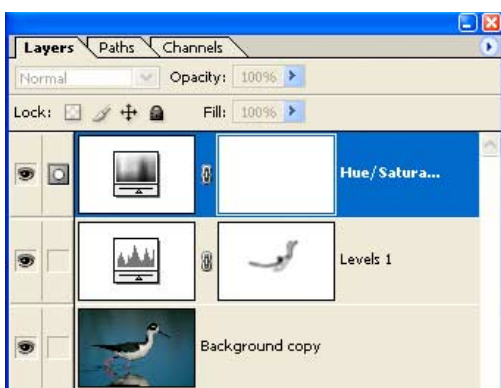 Layers Paths Channels
Normal Opacity: 100%
Lock: Fill: 100%
Hue/Satura...
Levels 1
Background copy